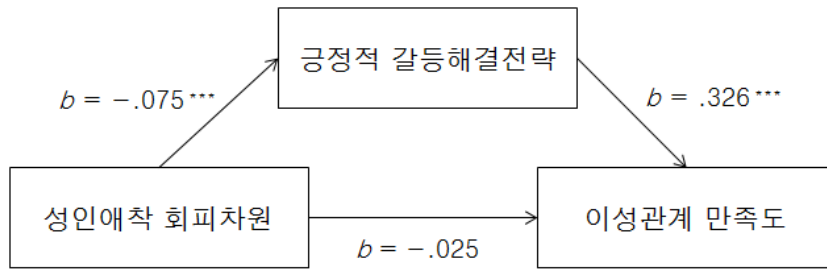 긍정적 갈등해결전략
b = -.075 ***
b = .326 ***
성인애착 회피차원
이성관계 만족도
b = -.025